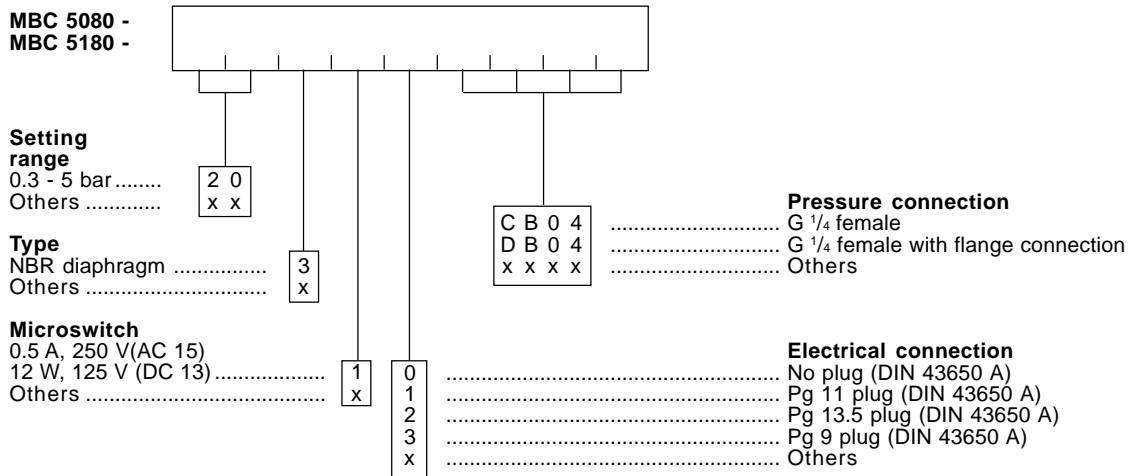 MBC 5080 -
MBC 5180 -
Setting
range
0.3 - 5 bar ........ 2 0
Others ............. x x
Type
NBR diaphragm ................ 3
Others ............................... x
Microswitch
0.5 A, 250 V(AC 15)
12 W, 125 V (DC 13) ................... 1
Others ......................................... x
Pressure connection
C B 0 4 ............................. G 1/4 female
D B 0 4 ............................. G 1/4 female with flange connection
x x x x ............................. Others
Electrical connection
0 .......................................................... No plug (DIN 43650 A)
1 .......................................................... Pg 11 plug (DIN 43650 A)
2 .......................................................... Pg 13.5 plug (DIN 43650 A)
3 .......................................................... Pg 9 plug (DIN 43650 A)
x .......................................................... Others